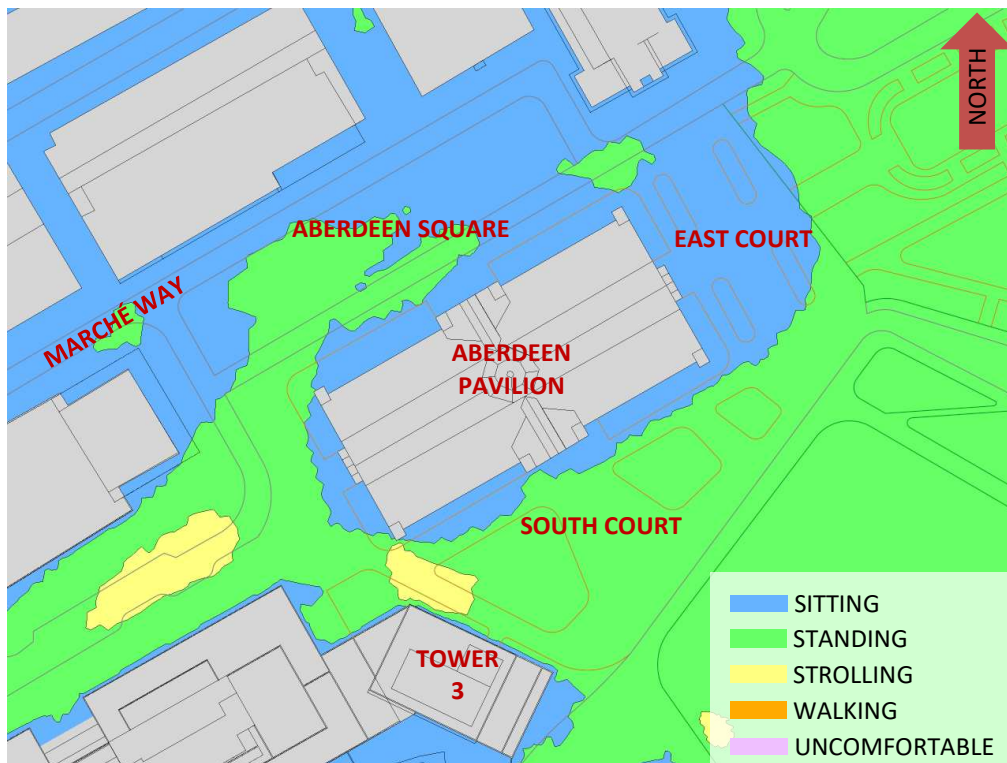 NORTH
ABERDEEN SQUARE
EAST COURT
MARCHÉ WAY
ABERDEEN
PAVILION
SOUTH COURT
TOWER
3
SITTING
STANDING
STROLLING
WALKING
UNCOMFORTABLE